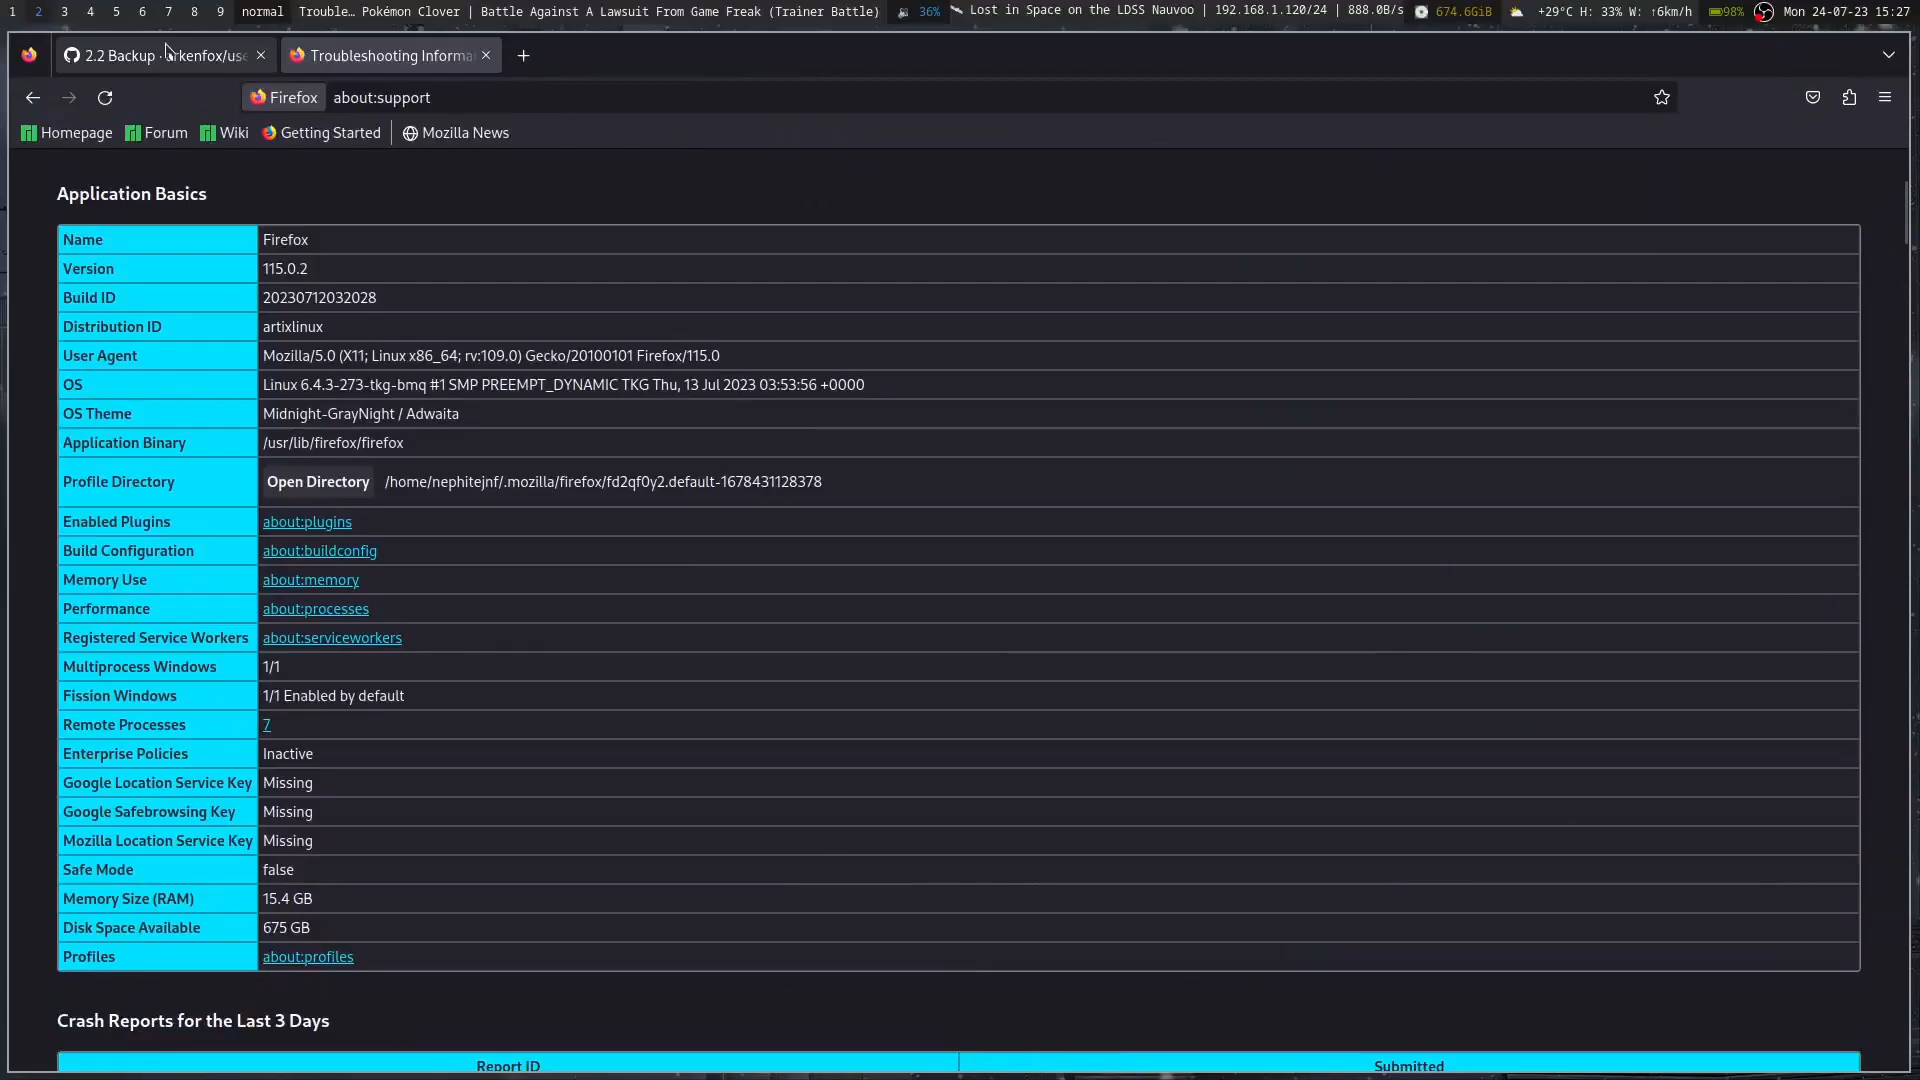 1 2 3 4 5 6 7 8 9 normal Trouble… Pokémon Clover | Battle Against A Lawsuit From Game Freak (Trainer Battle) 36% Lost in Space on the LDSS Nauvoo | 192.168.1.120/24 | 888.0B/s 674.6GiB +29°C H: 33% W: ↑6km/h 98% Mon 24-07-23 15:27
2.2 Backup · arkenfox/use Troubleshooting Informa
Firefox about:support
Homepage Forum Wiki Getting Started Mozilla News
Application Basics
Name Firefox
Version 115.0.2
Build ID 20230712032028
Distribution ID artixlinux
User Agent Mozilla/5.0 (X11; Linux x86_64; rv:109.0) Gecko/20100101 Firefox/115.0
OS Linux 6.4.3-273-tkg-bmq #1 SMP PREEMPT_DYNAMIC TKG Thu, 13 Jul 2023 03:53:56 +0000
OS Theme Midnight-GrayNight / Adwaita
Application Binary /usr/lib/firefox/firefox
Profile Directory Open Directory /home/nephitejnf/.mozilla/firefox/fd2qf0y2.default-1678431128378
Enabled Plugins about:plugins
Build Configuration about:buildconfig
Memory Use about:memory
Performance about:processes
Registered Service Workers about:serviceworkers
Multiprocess Windows 1/1
Fission Windows 1/1 Enabled by default
Remote Processes 7
Enterprise Policies Inactive
Google Location Service Key Missing
Google Safebrowsing Key Missing
Mozilla Location Service Key Missing
Safe Mode false
Memory Size (RAM) 15.4 GB
Disk Space Available 675 GB
Profiles about:profiles
Crash Reports for the Last 3 Days
Report ID Submitted